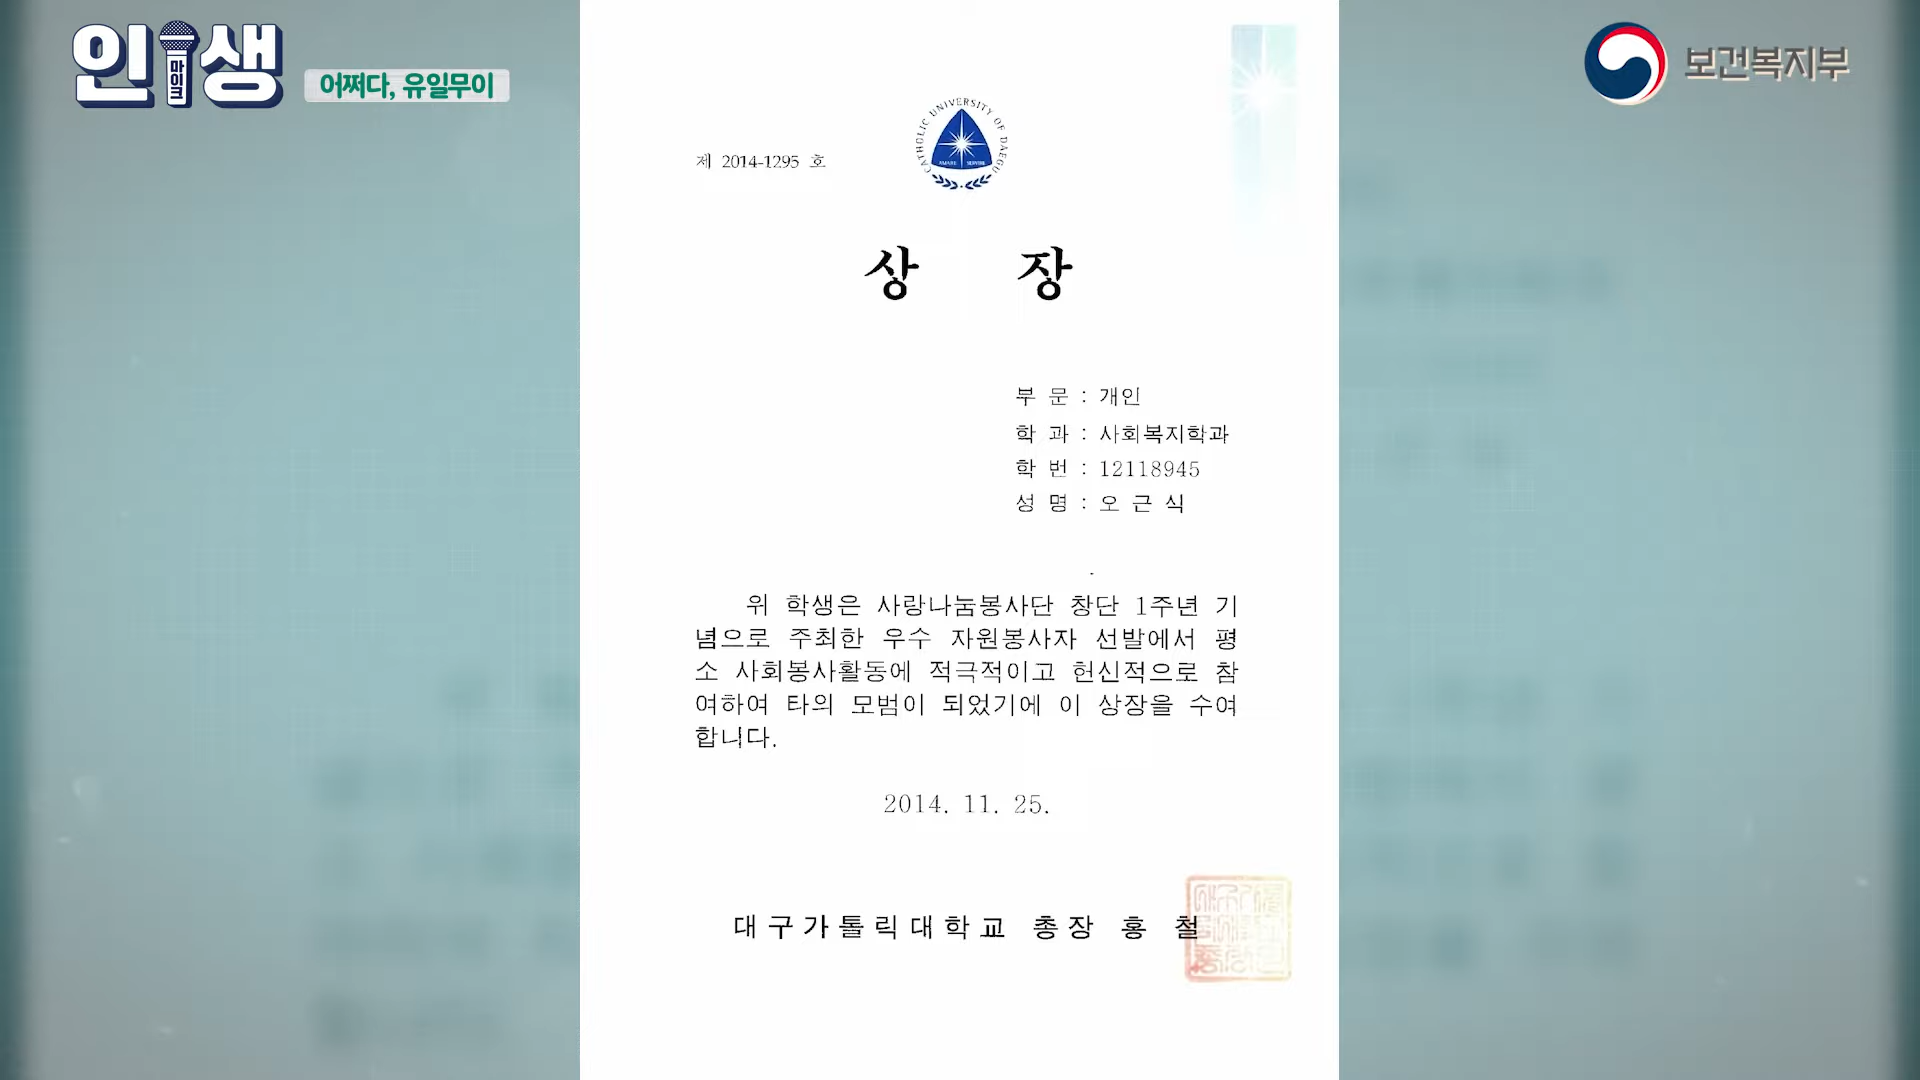 인생
마이크
어쩌다, 유일무이
보건복지부
제 2014-1295 호
CATHOLIC UNIVERSITY OF DAEGU
AMARE SERVIRE
상 장
부 문 : 개인
학 과 : 사회복지학과
학 번 : 12118945
성 명 : 오 근 식
위 학생은 사랑나눔봉사단 창단 1주년 기
념으로 주최한 우수 자원봉사자 선발에서 평
소 사회봉사활동에 적극적이고 헌신적으로 참
여하여 타의 모범이 되었기에 이 상장을 수여
합니다.
2014. 11. 25.
대구가톨릭대학교 총장 홍 철